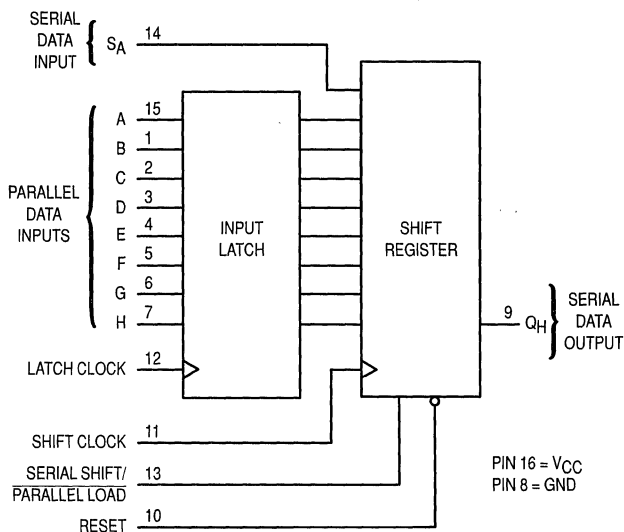 SERIAL
DATA
INPUT
SA 14
A 15
B 1
C 2
D 3
E 4
F 5
G 6
H 7
PARALLEL
DATA
INPUTS
INPUT
LATCH
SHIFT
REGISTER
9 QH
SERIAL
DATA
OUTPUT
LATCH CLOCK 12
SHIFT CLOCK 11
SERIAL SHIFT/
PARALLEL LOAD
13
RESET 10
PIN 16 = VCC
PIN 8 = GND